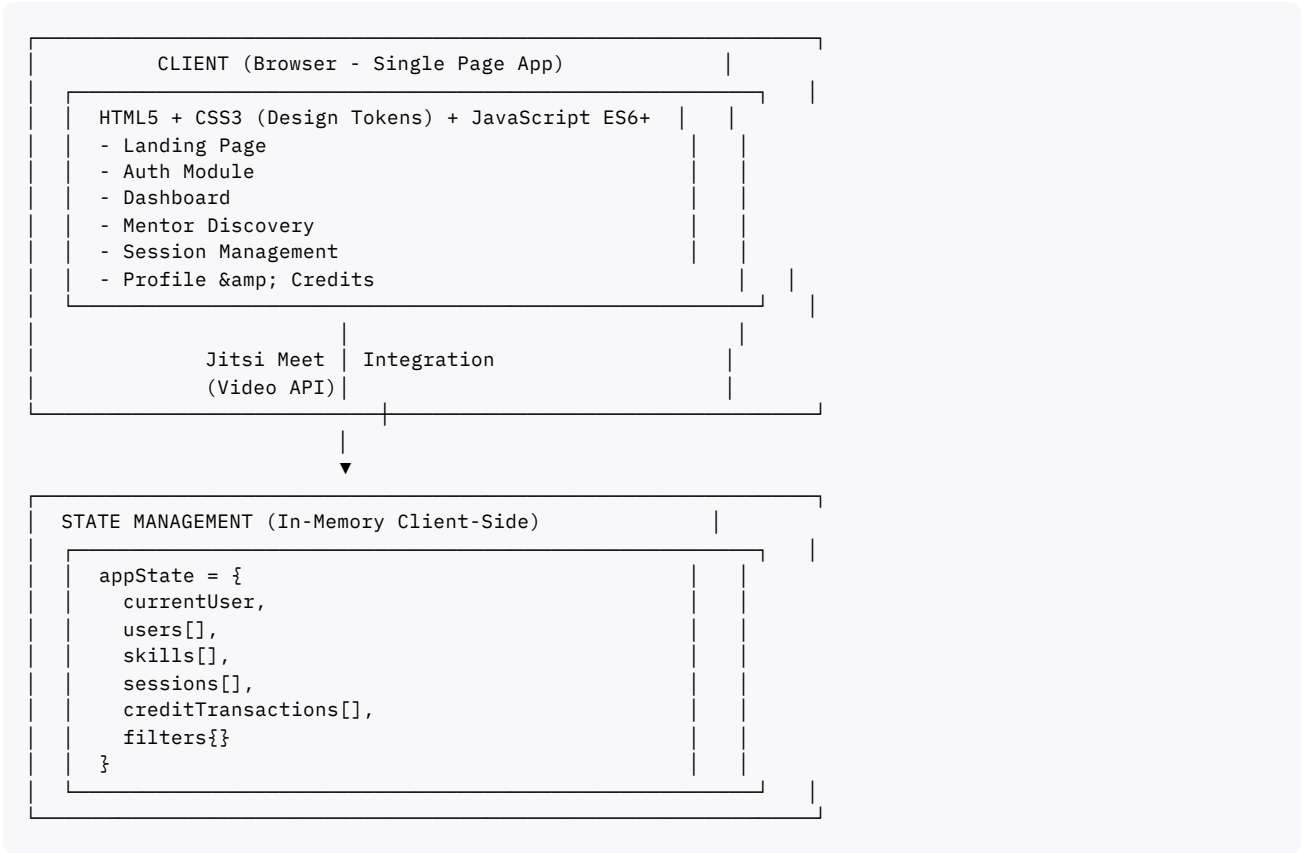 CLIENT (Browser - Single Page App)
HTML5 + CSS3 (Design Tokens) + JavaScript ES6+
- Landing Page
- Auth Module
- Dashboard
- Mentor Discovery
- Session Management
- Profile &amp; Credits
Jitsi Meet │ Integration
(Video API)│
▼
STATE MANAGEMENT (In-Memory Client-Side)
appState = {
currentUser,
users[],
skills[],
sessions[],
creditTransactions[],
filters{}
}